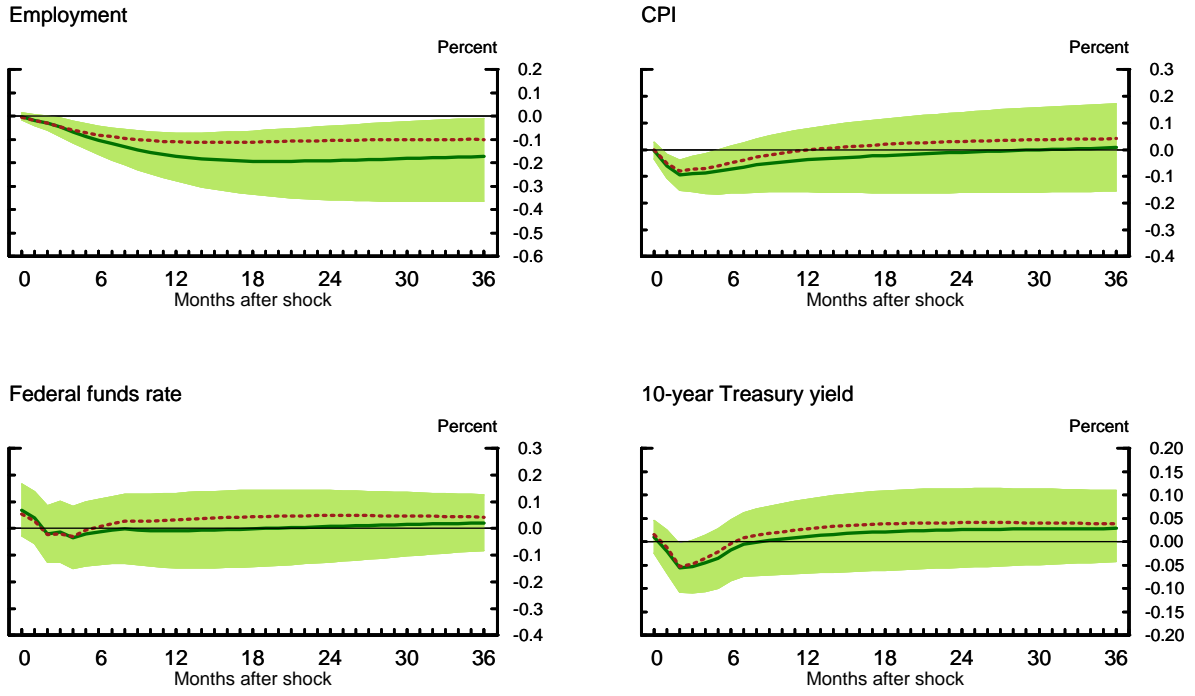 Employment
Percent
0.2
0.1
0.0
-0.1
-0.2
-0.3
-0.4
-0.5
-0.6
0 6 12 18 24 30 36
Months after shock
CPI
Percent
0.3
0.2
0.1
0.0
-0.1
-0.2
-0.3
-0.4
0 6 12 18 24 30 36
Months after shock
Federal funds rate
Percent
0.3
0.2
0.1
0.0
-0.1
-0.2
-0.3
-0.4
0 6 12 18 24 30 36
Months after shock
10-year Treasury yield
Percent
0.20
0.15
0.10
0.05
0.00
-0.05
-0.10
-0.15
-0.20
0 6 12 18 24 30 36
Months after shock